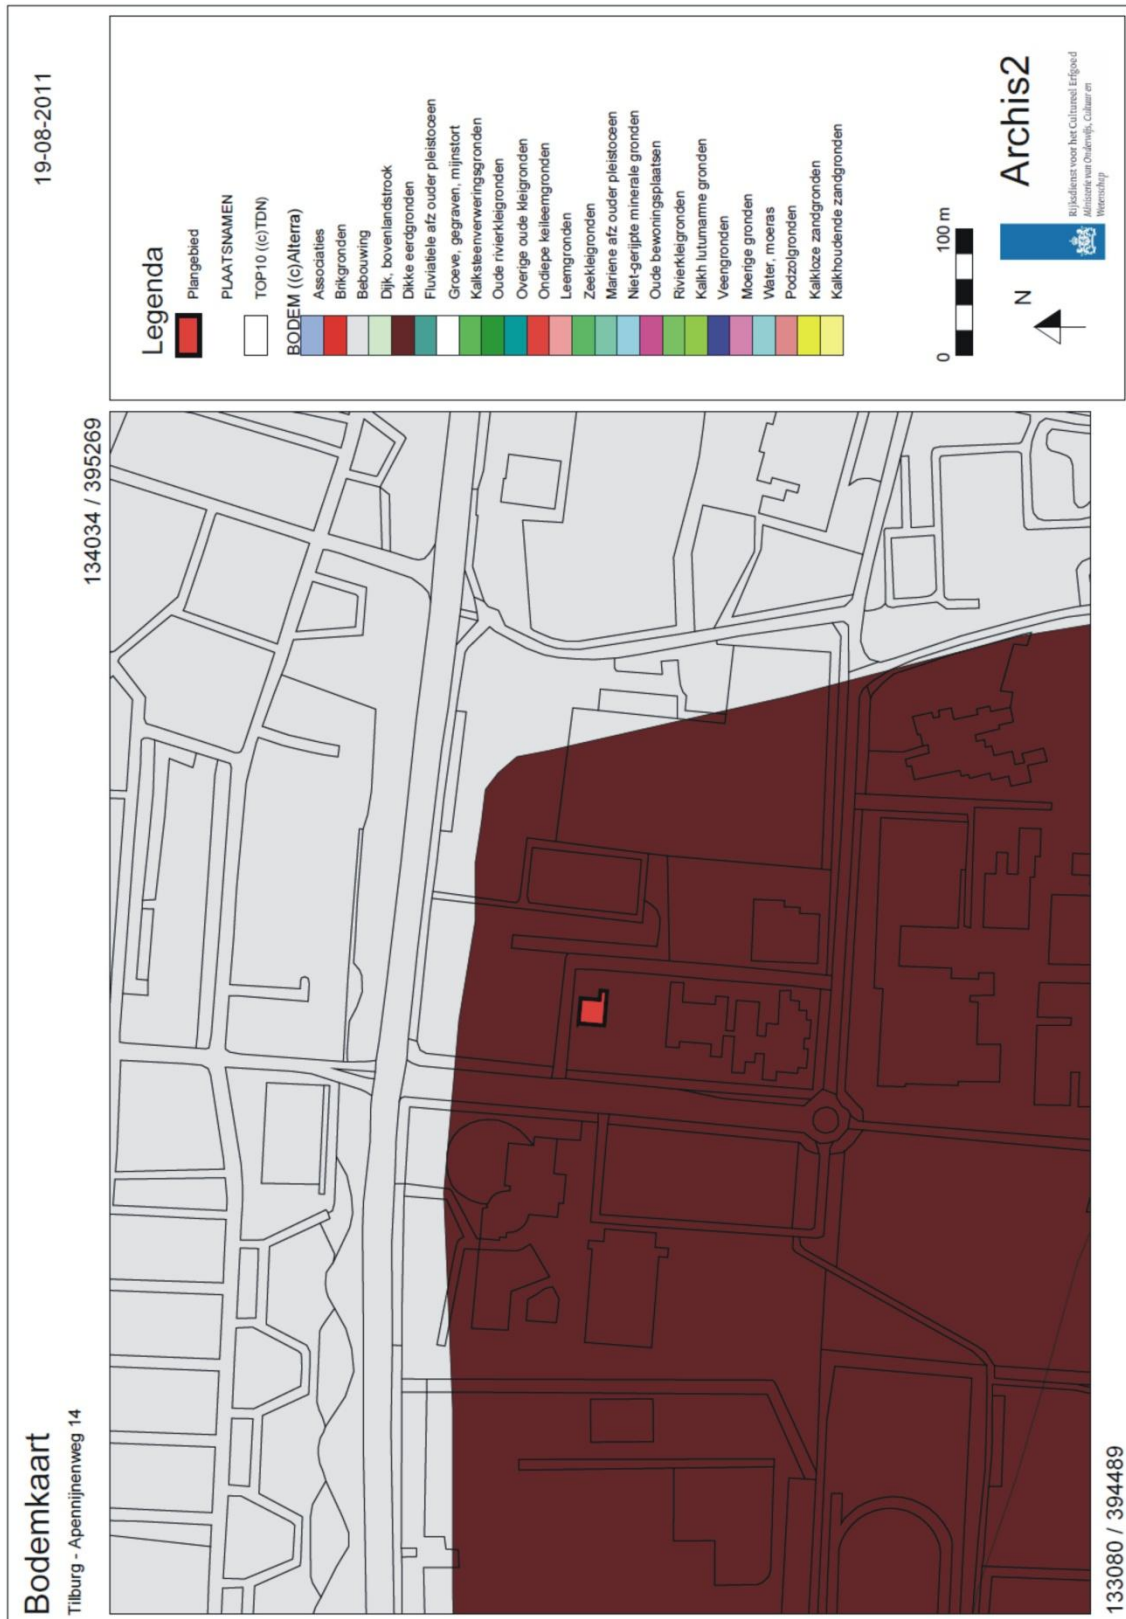 Bodemkaart
Tilburg - Apennijnenweg 14
19-08-2011
134034 / 395269
133080 / 394489
Legenda
Plangebied
PLAATSNAMEN
TOP10 ((c)TDN)
BODEM ((c)Alterra)
Associaties
Brikgronden
Bebouwing
Dijk, bovenlandstrook
Dikke eerdgronden
Fluviatiele afz ouder pleistoceen
Groeve, gegraven, mijnstort
Kalksteenverweringsgronden
Oude rivierkleigronden
Overige oude kleigronden
Ondiepe keileemgronden
Leemgronden
Zeekleigronden
Mariene afz ouder pleistoceen
Niet-gerijpte minerale gronden
Oude bewoningsplaatsen
Rivierkleigronden
Kalkh lutumarme gronden
Veengronden
Moerige gronden
Water, moeras
Podzolgronden
Kalkloze zandgronden
Kalkhoudende zandgronden
0 100 m
N
Archis2
Rijksdienst voor het Cultureel Erfgoed
Ministerie van Onderwijs, Cultuur en
Wetenschap